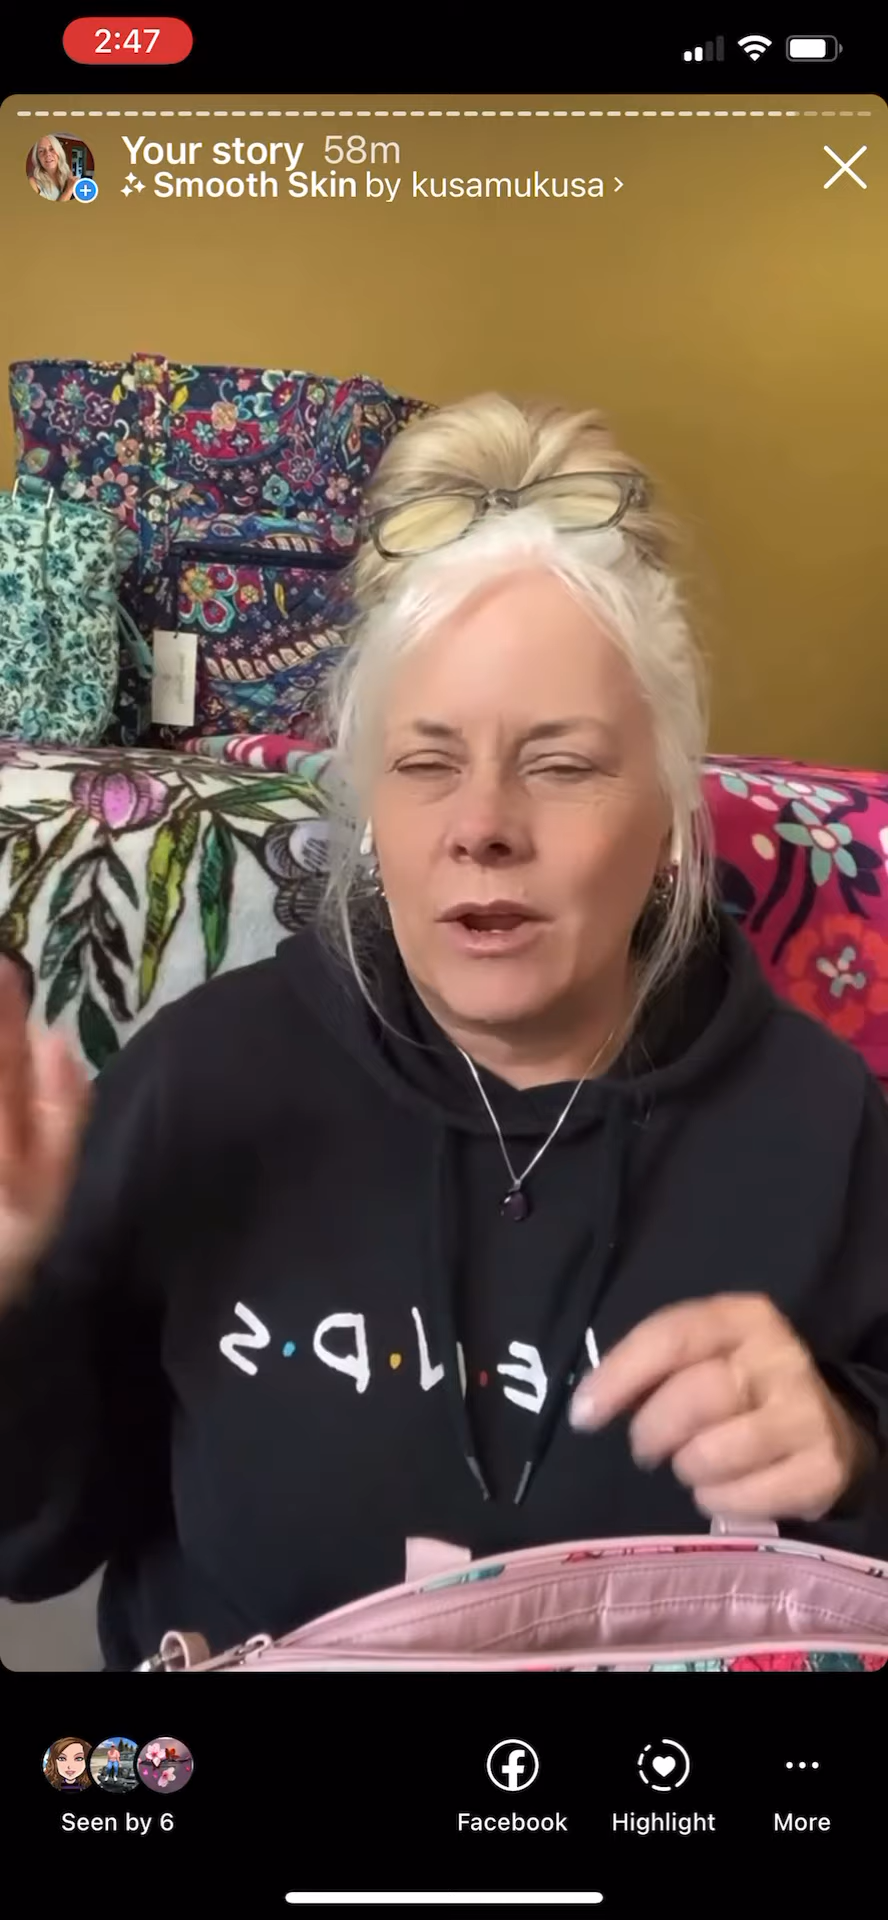 2:47
Your story 58m
Smooth Skin by kusamukusa
S.D.N.E
Seen by 6
Facebook
Highlight
More